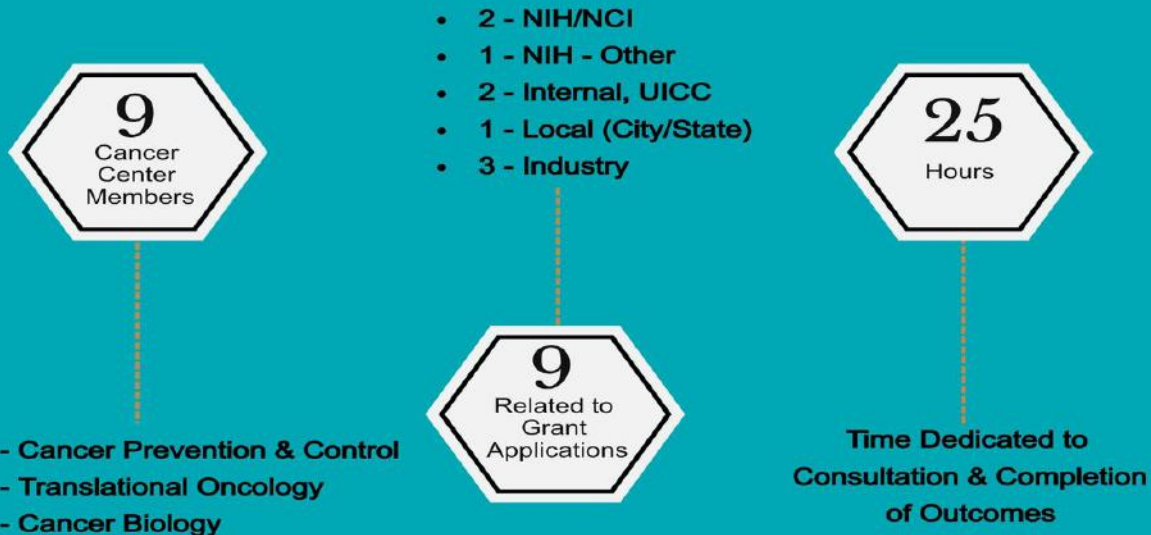 9
Cancer
Center
Members
- Cancer Prevention & Control
- Translational Oncology
- Cancer Biology
• 2 - NIH/NCI
• 1 - NIH - Other
• 2 - Internal, UICC
• 1 - Local (City/State)
• 3 - Industry
9
Related to
Grant
Applications
25
Hours
Time Dedicated to
Consultation & Completion
of Outcomes